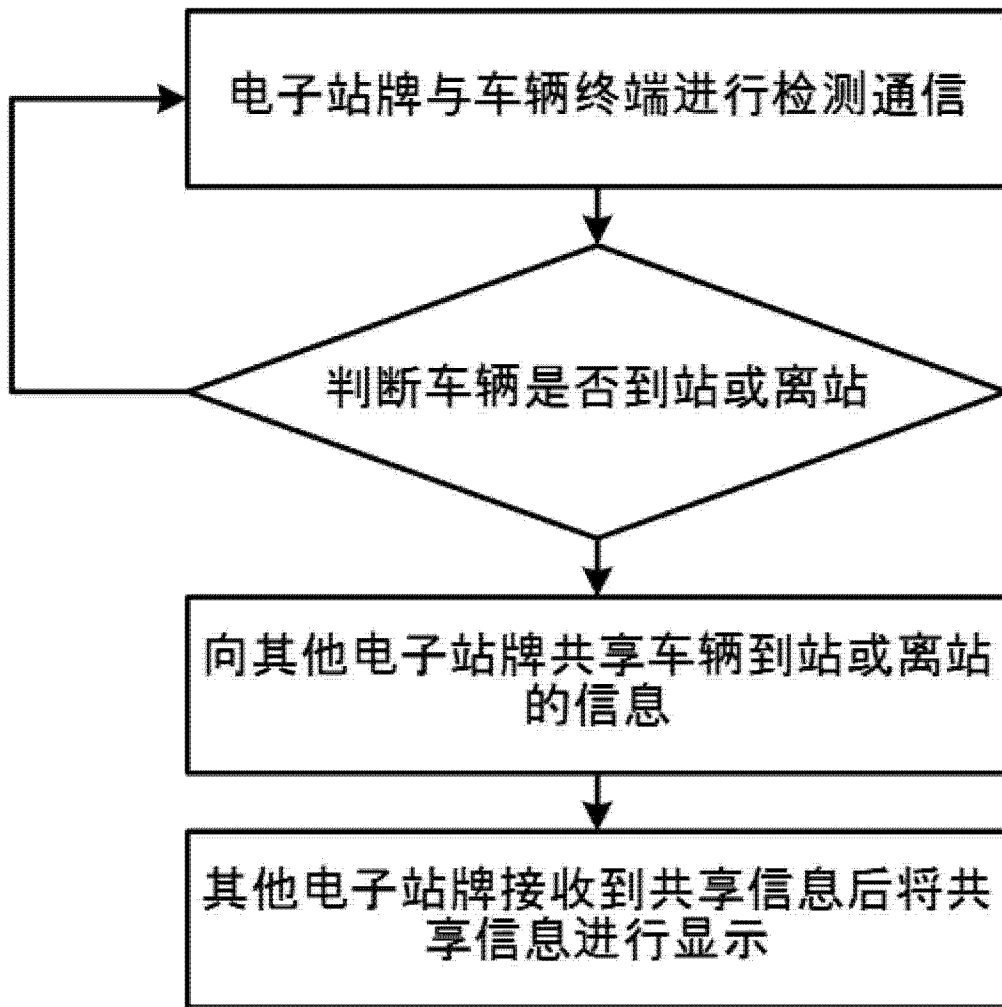 电子站牌与车辆终端进行检测通信
判断车辆是否到站或离站
向其他电子站牌共享车辆到站或离站
的信息
其他电子站牌接收到共享信息后将共
享信息进行显示